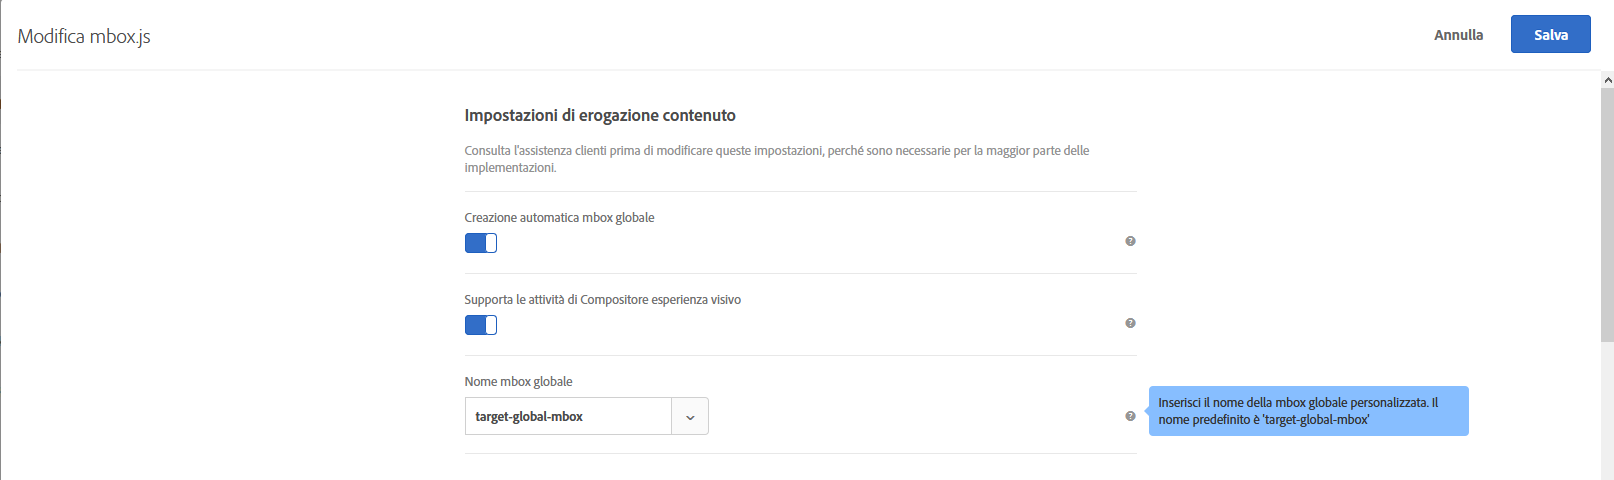 Modifica mbox.js
Annulla
Salva
Impostazioni di erogazione contenuto
Consulta l'assistenza clienti prima di modificare queste impostazioni, perché sono necessarie per la maggior parte delle
implementazioni.
Creazione automatica mbox globale
Supporta le attività di Compositore esperienza visivo
Nome mbox globale
target-global-mbox
Inserisci il nome della mbox globale personalizzata. Il
nome predefinito è 'target-global-mbox'